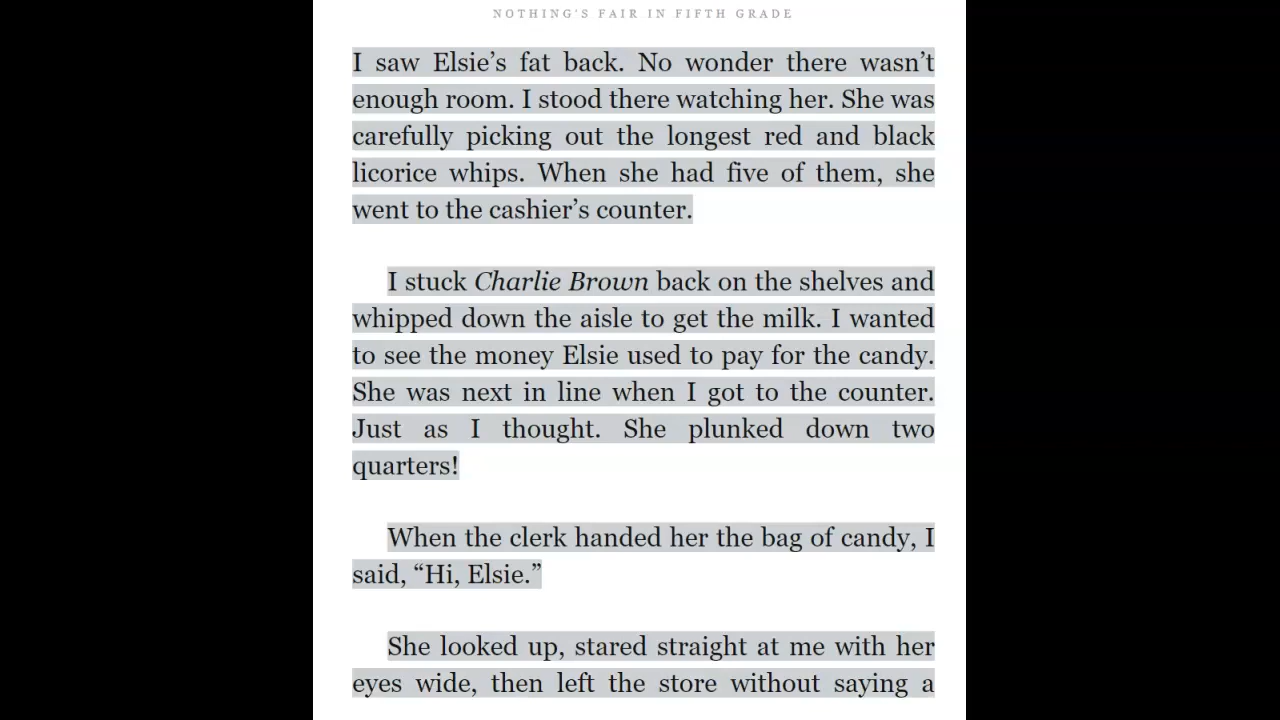 NOTHING'S FAIR IN FIFTH GRADE
I saw Elsie’s fat back. No wonder there wasn’t
enough room. I stood there watching her. She was
carefully picking out the longest red and black
licorice whips. When she had five of them, she
went to the cashier’s counter.
I stuck Charlie Brown back on the shelves and
whipped down the aisle to get the milk. I wanted
to see the money Elsie used to pay for the candy.
She was next in line when I got to the counter.
Just as I thought. She plunked down two
quarters!
When the clerk handed her the bag of candy, I
said, “Hi, Elsie.”
She looked up, stared straight at me with her
eyes wide, then left the store without saying a